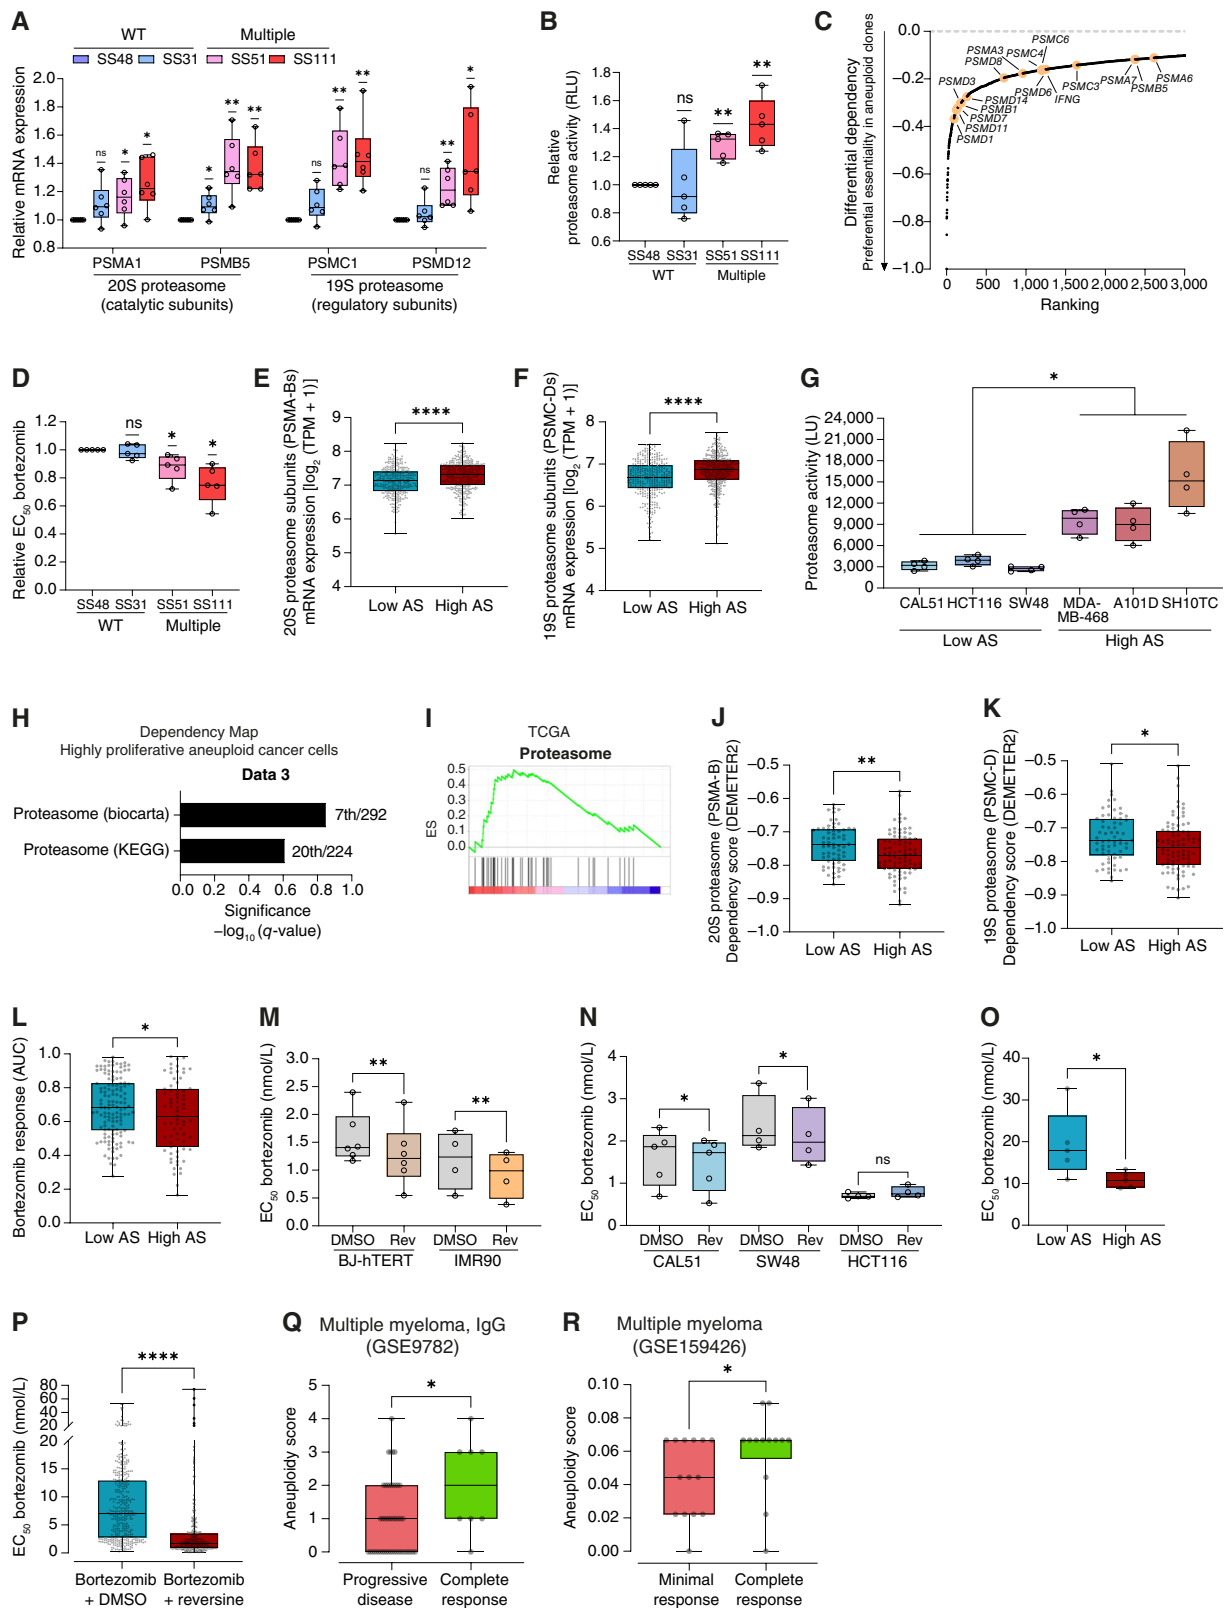 A
WT
Multiple
SS48 SS31 SS51 SS111
Relative mRNA expression
2.0
1.8
1.6
1.4
1.2
1.0
0.8
ns * * * ** ** ns ** ** ns ** *
PSMA1 PSMB5 PSMC1 PSMD12
20S proteasome
(catalytic subunits)
19S proteasome
(regulatory subunits)
B
Relative
proteasome activity (RLU)
1.8
1.6
1.4
1.2
1.0
0.8
0.6
ns ** **
SS48 SS31 SS51 SS111
WT Multiple
C
Differential dependency
Preferential essentiality in aneuploid clones
0.0
−0.2
−0.4
−0.6
−0.8
−1.0
PSMC6
PSMA3 PSMC4
PSMD8
PSMD3
PSMD14
PSMB1
PSMD7
PSMD11
PSMD1
PSMD6 IFNG
PSMC3
PSMA7
PSMB5
PSMA6
0 500 1,000 1,500 2,000 2,500 3,000
Ranking
D
Relative EC50 bortezomib
1.2
1.0
0.8
0.6
0.4
0.2
0.0
ns * *
SS48 SS31 SS51 SS111
WT Multiple
E
20S proteasome subunits (PSMA-Bs)
mRNA expression [log2 (TPM + 1)]
9
8
7
6
5
****
Low AS High AS
F
19S proteasome subunits (PSMC-Ds)
mRNA expression [log2 (TPM + 1)]
8
7
6
5
4
****
Low AS High AS
G
Proteasome activity (LU)
24,000
21,000
18,000
15,000
12,000
9,000
6,000
3,000
0
*
CAL51 HCT116 SW48 MDA-
MB-468 A101D SH10TC
Low AS High AS
H
Dependency Map
Highly proliferative aneuploid cancer cells
Data 3
Proteasome (biocarta) 7th/292
Proteasome (KEGG) 20th/224
0.0 0.2 0.4 0.6 0.8 1.0
Significance
−log10 (q-value)
I
TCGA
Proteasome
ES
0.5
0.4
0.3
0.2
0.1
0.0
J
20S proteasome (PSMA-B)
Dependency score (DEMETER2)
−0.5
−0.6
−0.7
−0.8
−0.9
−1.0
**
Low AS High AS
K
19S proteasome (PSMC-D)
Dependency score (DEMETER2)
−0.5
−0.6
−0.7
−0.8
−0.9
−1.0
*
Low AS High AS
L
Bortezomib response (AUC)
1.0
0.8
0.6
0.4
0.2
0.0
*
Low AS High AS
M
EC50 bortezomib (nmol/L)
3.0
2.5
2.0
1.5
1.0
0.5
0.0
** **
DMSO Rev DMSO Rev
BJ-hTERT IMR90
N
EC50 bortezomib (nmol/L)
4
3
2
1
0
* * ns
DMSO Rev DMSO Rev DMSO Rev
CAL51 SW48 HCT116
O
EC50 bortezomib (nmol/L)
40
30
20
10
0
*
Low AS High AS
P
EC50 bortezomib (nmol/L)
80
60
40
20
20
15
10
5
0
****
Bortezomib
+ DMSO
Bortezomib
+ reversine
Q
Multiple myeloma, IgG
(GSE9782)
Aneuploidy score
5
4
3
2
1
0
*
Progressive
disease
Complete
response
R
Multiple myeloma
(GSE159426)
Aneuploidy score
0.10
0.08
0.06
0.04
0.02
0.00
*
Minimal
response
Complete
response